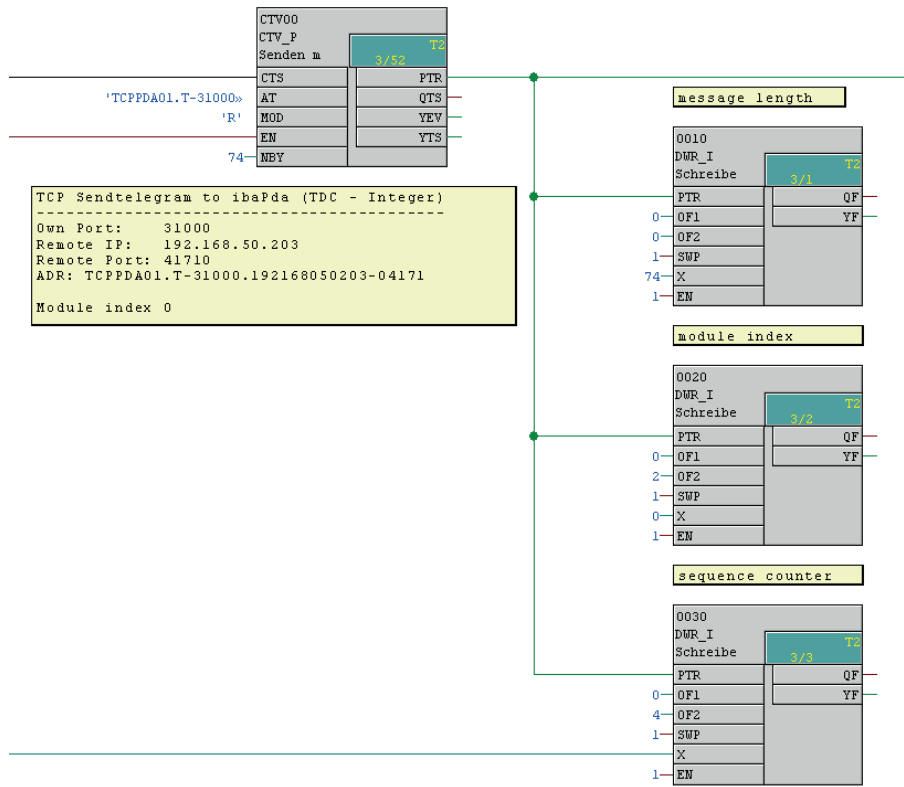 CTV00
CTV_P
Senden m
T2
3/52
CTS PTR
'TCPPDA01.T-31000» AT QTS
'R' MOD YEV
EN YTS
74 NBY
TCP Sendtelegram to ibaPda (TDC - Integer)
-------------------------------------------
Own Port: 31000
Remote IP: 192.168.50.203
Remote Port: 41710
ADR: TCPPDA01.T-31000.192168050203-04171
Module index 0
message length
0010
DWR_I
Schreibe
T2
3/1
PTR QF
0 OF1 YF
0 OF2
1 SWP
74 X
1 EN
module index
0020
DWR_I
Schreibe
T2
3/2
PTR QF
0 OF1 YF
2 OF2
1 SWP
0 X
1 EN
sequence counter
0030
DWR_I
Schreibe
T2
3/3
PTR QF
0 OF1 YF
4 OF2
1 SWP
X
1 EN